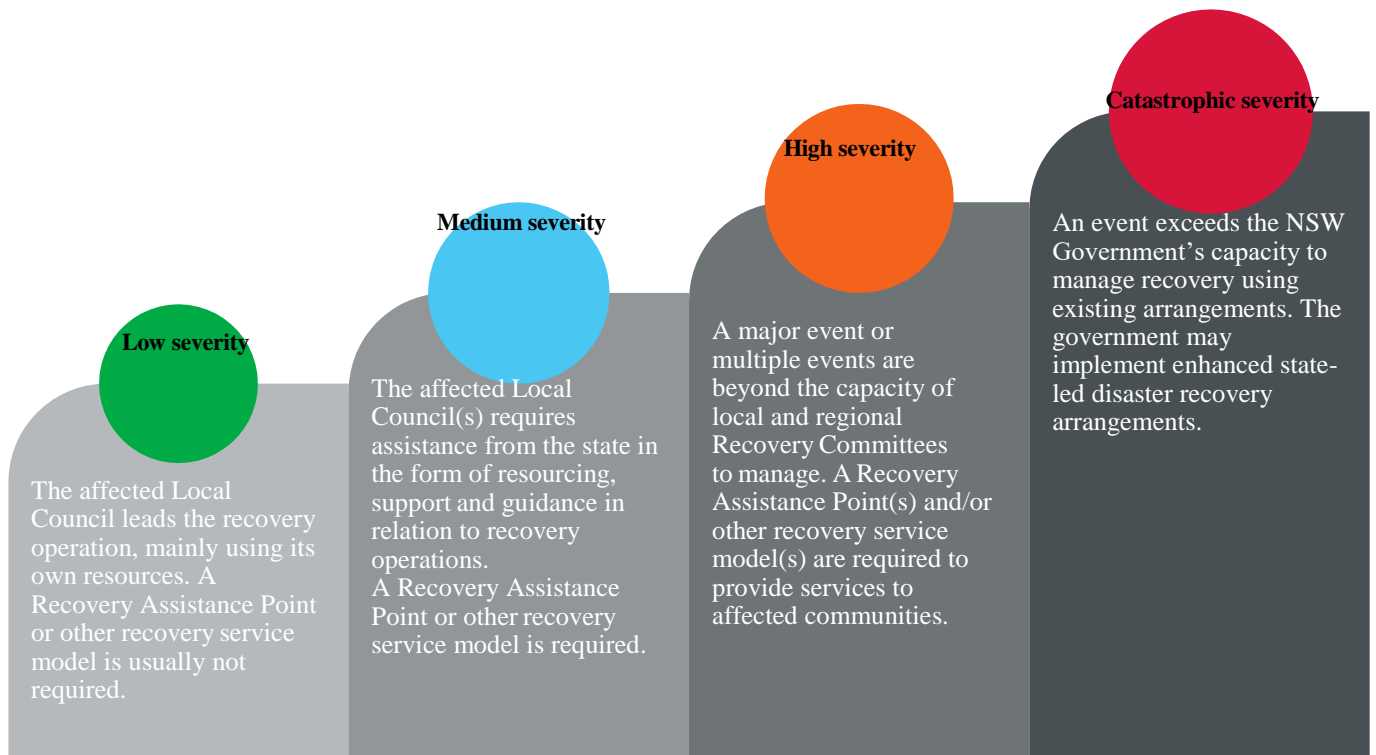 Low severity
The affected Local
Council leads the recovery
operation, mainly using its
own resources. A
Recovery Assistance Point
or other recovery service
model is usually not
required.
Medium severity
The affected Local
Council(s) requires
assistance from the state in
the form of resourcing,
support and guidance in
relation to recovery
operations.
A Recovery Assistance
Point or other recovery
service model is required.
High severity
A major event or
multiple events are
beyond the capacity of
local and regional
Recovery Committees
to manage. A Recovery
Assistance Point(s) and/or
other recovery service
model(s) are required to
provide services to
affected communities.
Catastrophic severity
An event exceeds the NSW
Government’s capacity to
manage recovery using
existing arrangements. The
government may
implement enhanced state-
led disaster recovery
arrangements.